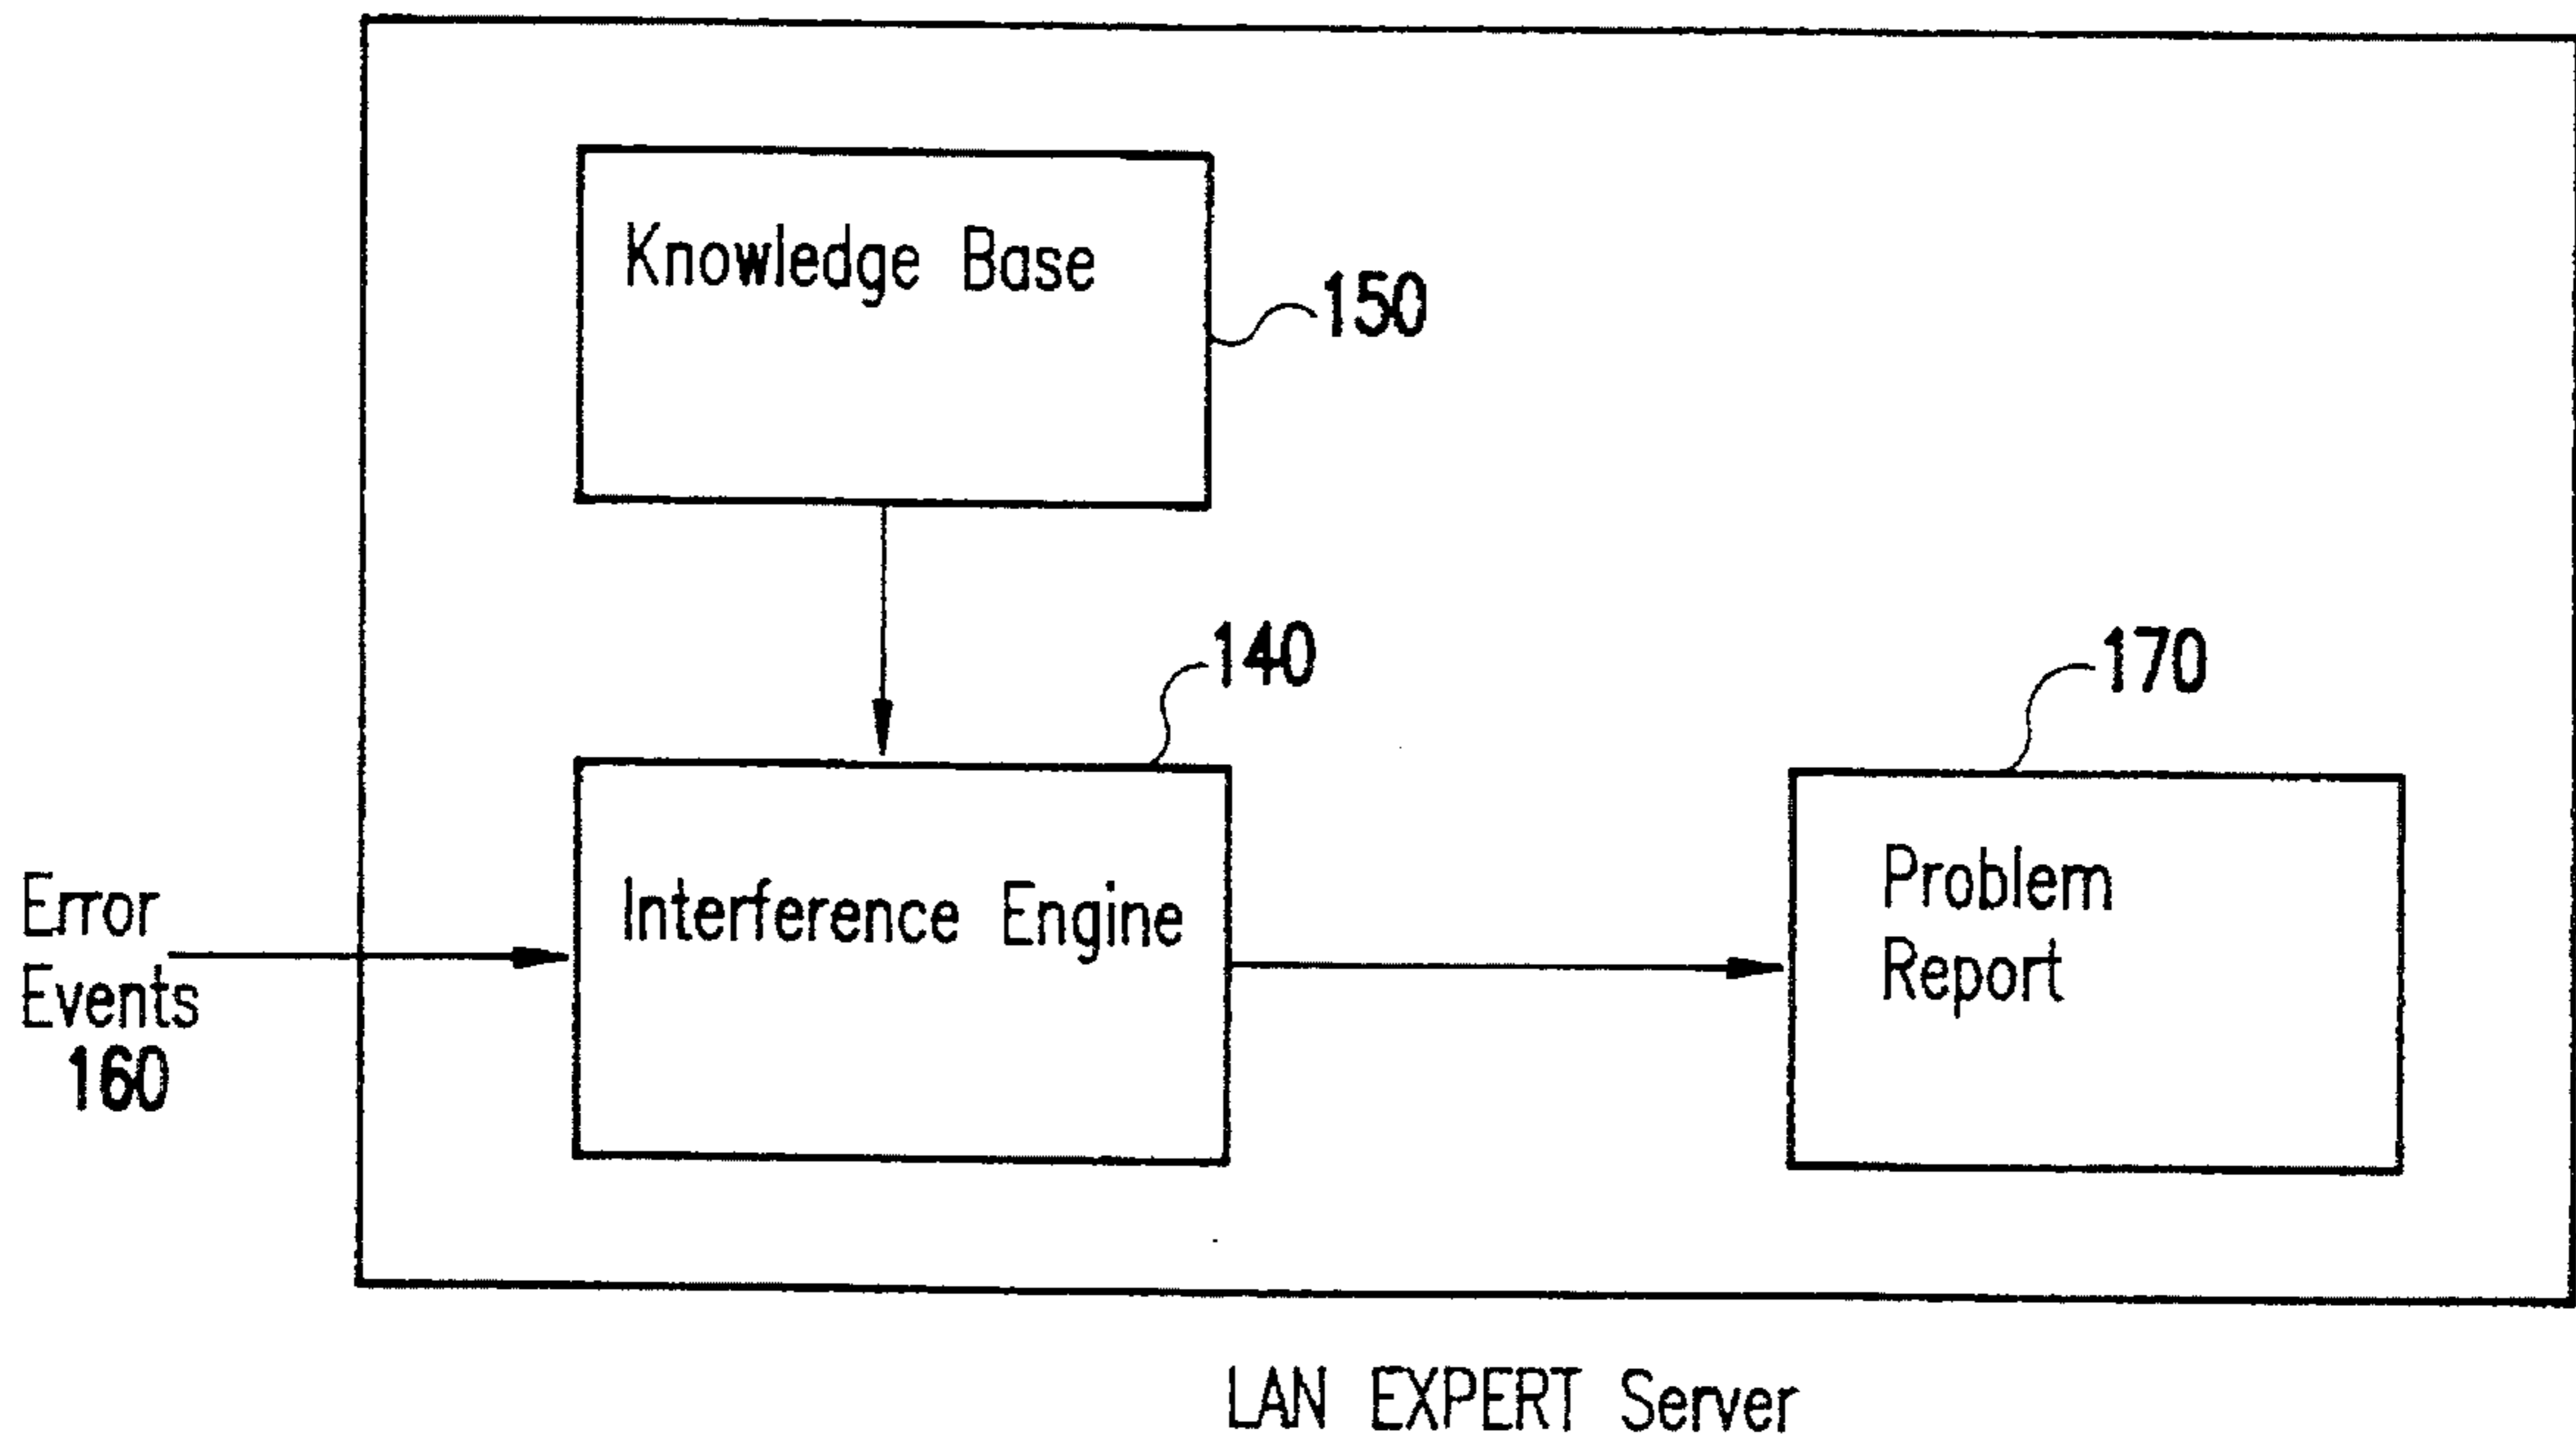 Knowledge Base
150
140
170
Error
Events
160
Interference Engine
Problem
Report
LAN EXPERT Server